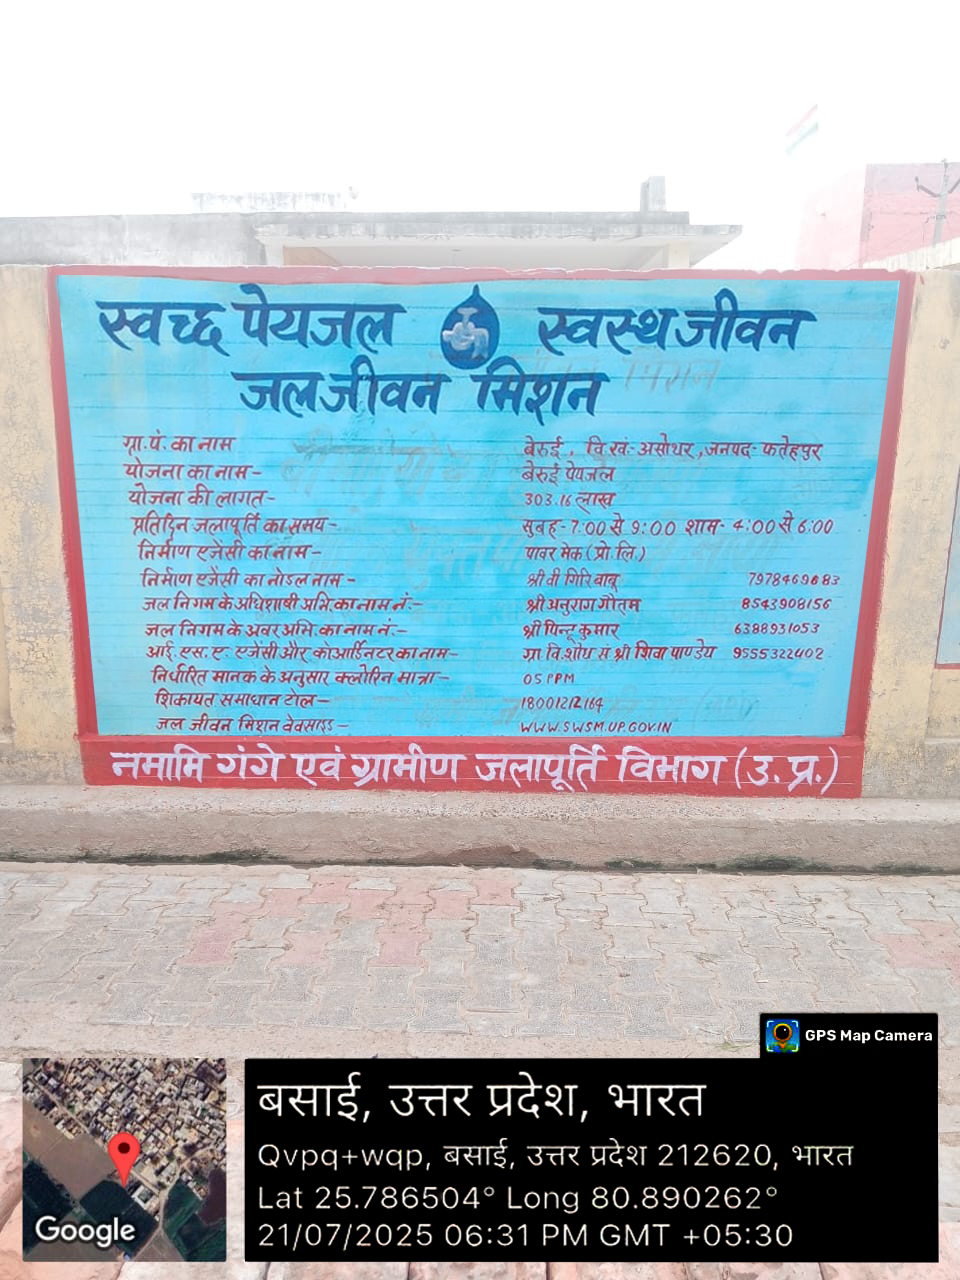 स्वच्छ पेयजल स्वस्थ जीवन
जल जीवन मिशन
ग्रा.पं. का नाम बेरुई, वि.खं.- असोथर, जनपद- फतेहपुर
योजना का नाम- बेरुई पेयजल
योजना की लागत- 303.16 लाख
प्रतिदिन जलापूर्ति का समय- सुबह- 7:00 से 9:00 शाम- 4:00 से 6:00
निर्माण एजेंसी का नाम- पावर मेक (प्रो.लि.)
निर्माण एजेंसी का नोडल नाम- श्री वी गिरि बाबू 7978469683
जल निगम के अधिशाषी अभि. का नाम नं.- श्री अनुराग गौतम 8543908156
जल निगम के अवर अभि. का नाम नं.- श्री पिन्टू कुमार 6388931053
आई.एस.ए. एजेंसी और कोआर्डिनेटर का नाम- ग्रा वि.शोध सं श्री शिवा पाण्डेय 9555322402
निर्धारित मानक के अनुसार क्लोरिन मात्रा- 05 PPM
शिकायत समाधान टोल- 18001212164
जल जीवन मिशन वेबसाइड- WWW.SWSM.UP.GOV.IN
नमामि गंगे एवं ग्रामीण जलापूर्ति विभाग (उ.प्र.)
GPS Map Camera
बसाई, उत्तर प्रदेश, भारत
Qvpq+wqp, बसाई, उत्तर प्रदेश 212620, भारत
Lat 25.786504° Long 80.890262°
21/07/2025 06:31 PM GMT +05:30
Google